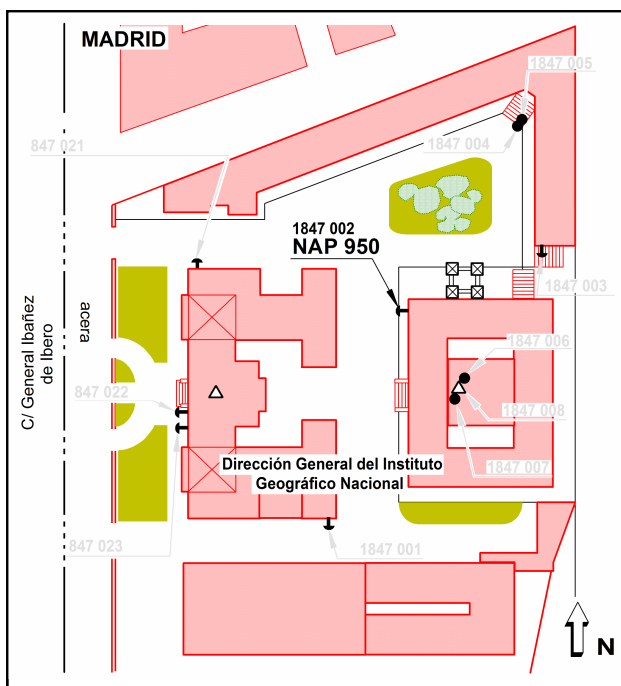 MADRID
1847 005
847 021
1847 004
1847 002
NAP 950
1847 003
C/ General Ibañez
de Ibero
acera
1847 006
847 022
1847 008
Dirección General del Instituto
Geográfico Nacional
1847 007
847 023
1847 001
N